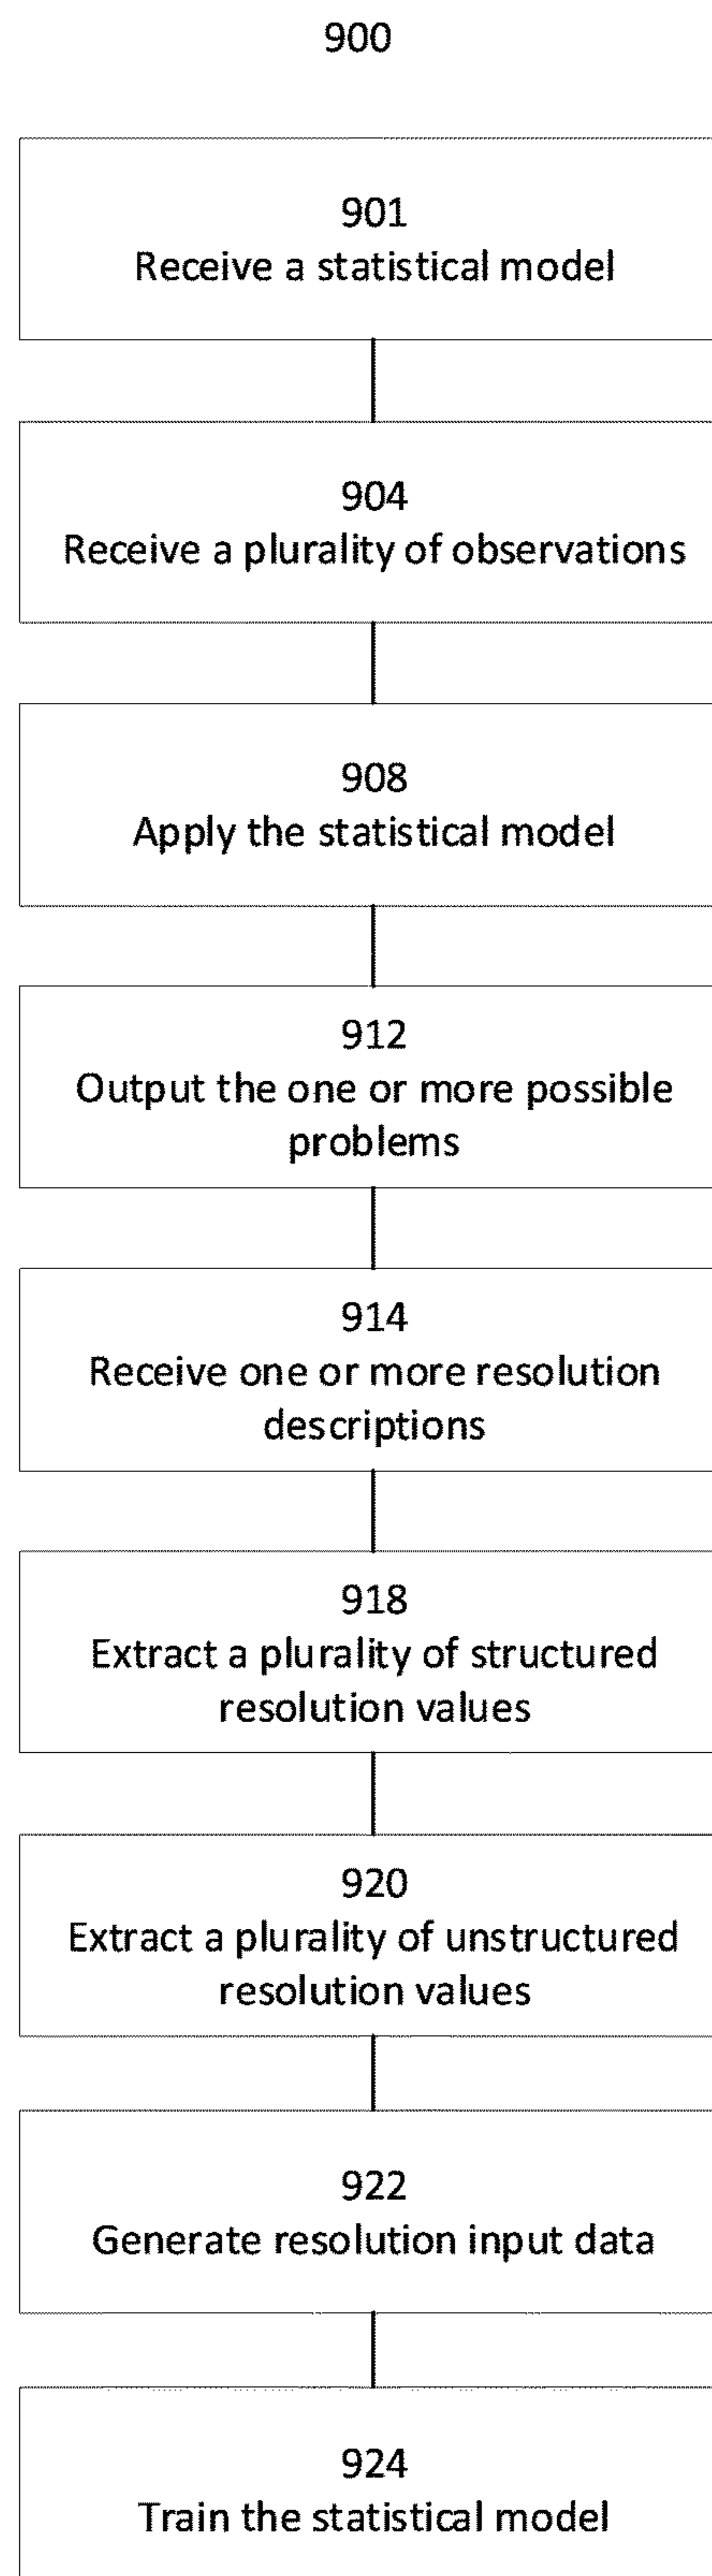 900
901
Receive a statistical model
904
Receive a plurality of observations
908
Apply the statistical model
912
Output the one or more possible
problems
914
Receive one or more resolution
descriptions
918
Extract a plurality of structured
resolution values
920
Extract a plurality of unstructured
resolution values
922
Generate resolution input data
924
Train the statistical model